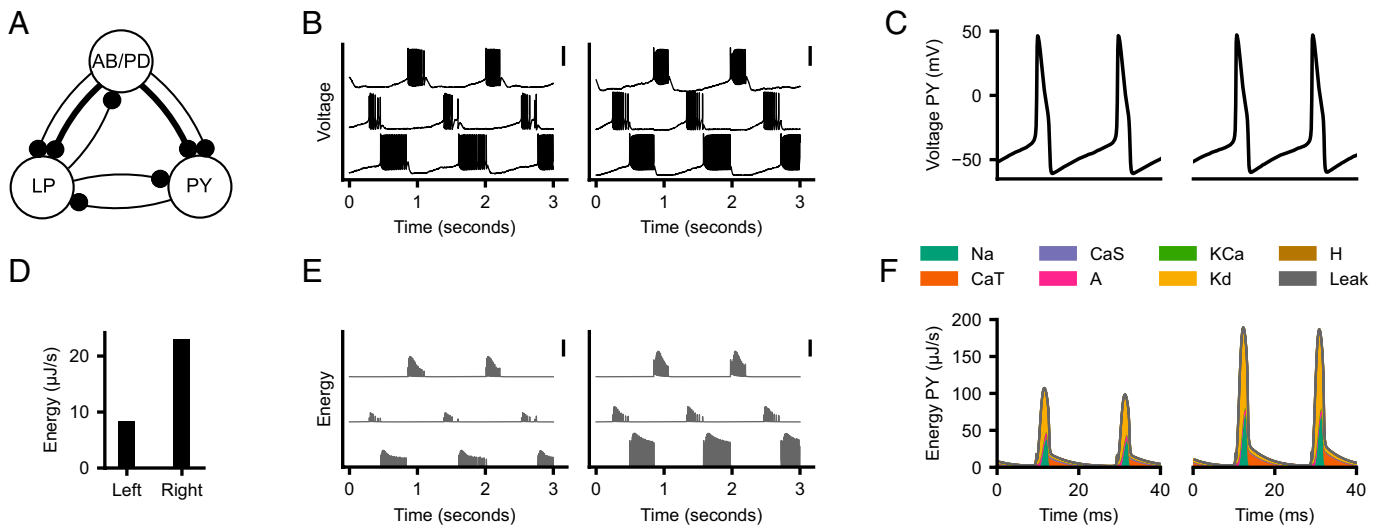 A
AB/PD
LP
PY
B
Voltage
0
1
2
3
0
1
2
3
Time (seconds)
Time (seconds)
C
Voltage PY (mV)
50
0
−50
D
Energy (μJ/s)
20
10
0
Left
Right
E
Energy
0
1
2
3
0
1
2
3
Time (seconds)
Time (seconds)
Na
CaS
KCa
H
CaT
A
Kd
Leak
F
Energy PY (μJ/s)
200
150
100
50
0
0
20
40
0
20
40
Time (ms)
Time (ms)